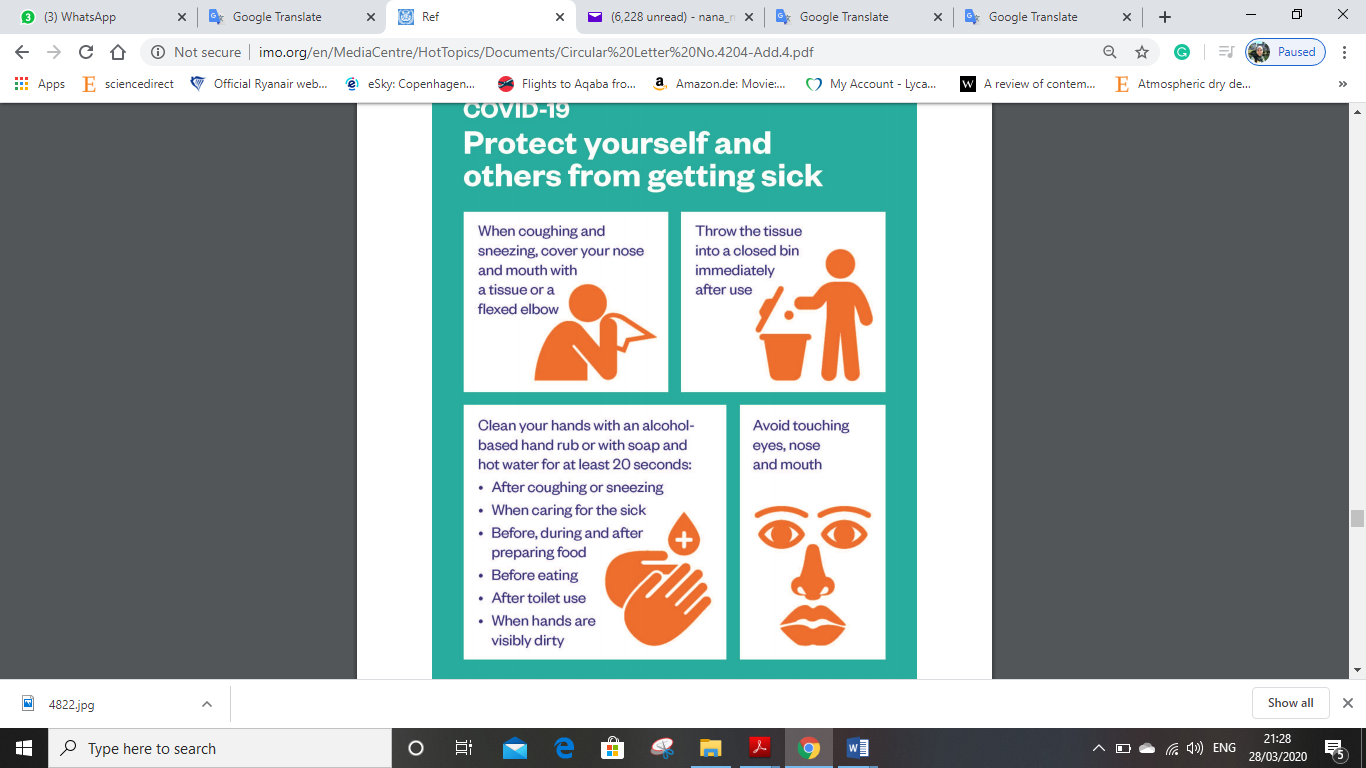 (3) WhatsApp
Google Translate
Ref
(6,228 unread) - nana_
Google Translate
Google Translate
Not secure | imo.org/en/MediaCentre/HotTopics/Documents/Circular%20Letter%20No.4204-Add.4.pdf
Paused
Apps
sciencedirect
Official Ryanair web...
eSky: Copenhagen...
Flights to Aqaba fro...
Amazon.de: Movie:...
My Account - Lyca...
A review of contem...
Atmospheric dry de...
»
COVID-19
Protect yourself and
others from getting sick
When coughing and
sneezing, cover your nose
and mouth with
a tissue or a
flexed elbow
Throw the tissue
into a closed bin
immediately
after use
Clean your hands with an alcohol-
based hand rub or with soap and
hot water for at least 20 seconds:
• After coughing or sneezing
• When caring for the sick
• Before, during and after
preparing food
• Before eating
• After toilet use
• When hands are
visibly dirty
Avoid touching
eyes, nose
and mouth
4822.jpg
Show all
Type here to search
ENG
21:28
28/03/2020
5